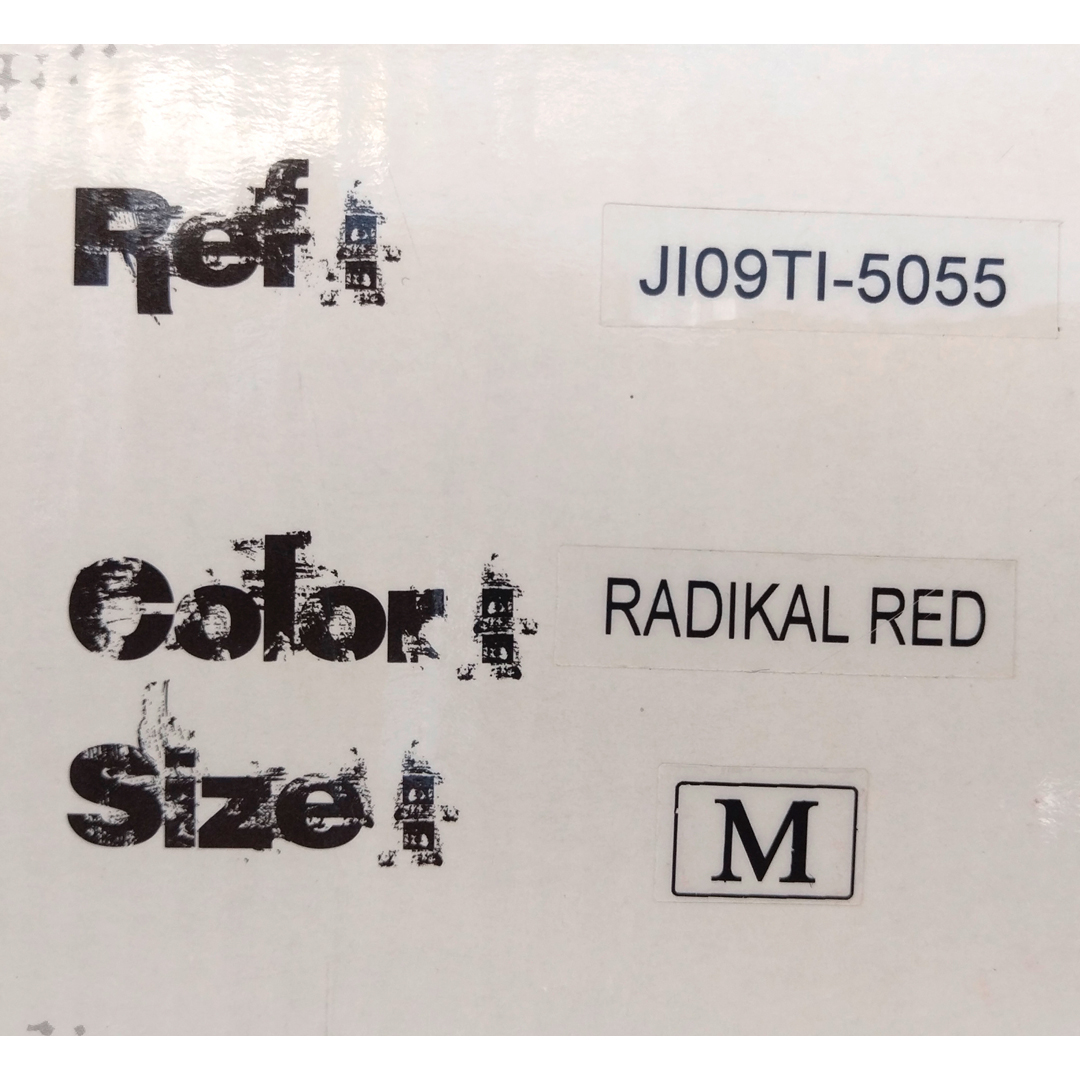 Ref: JI09TI-5055
Color: RADIKAL RED
Size: M